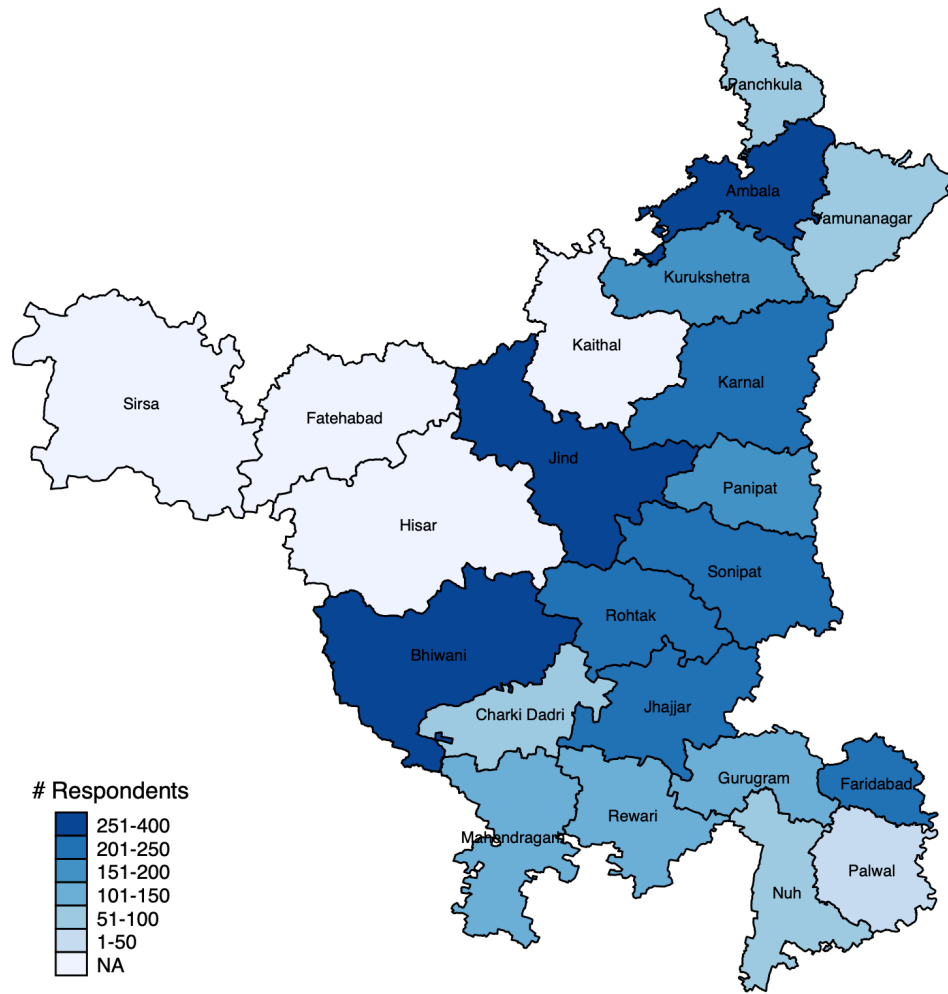 Panchkula
Ambala
Yamunanagar
Kurukshetra
Kaithal
Karnal
Sirsa
Fatehabad
Jind
Panipat
Hisar
Sonipat
Rohtak
Bhiwani
Charki Dadri
Jhajjar
Gurugram
Faridabad
Rewari
Mahendragarh
Palwal
Nuh
# Respondents
251-400
201-250
151-200
101-150
51-100
1-50
NA